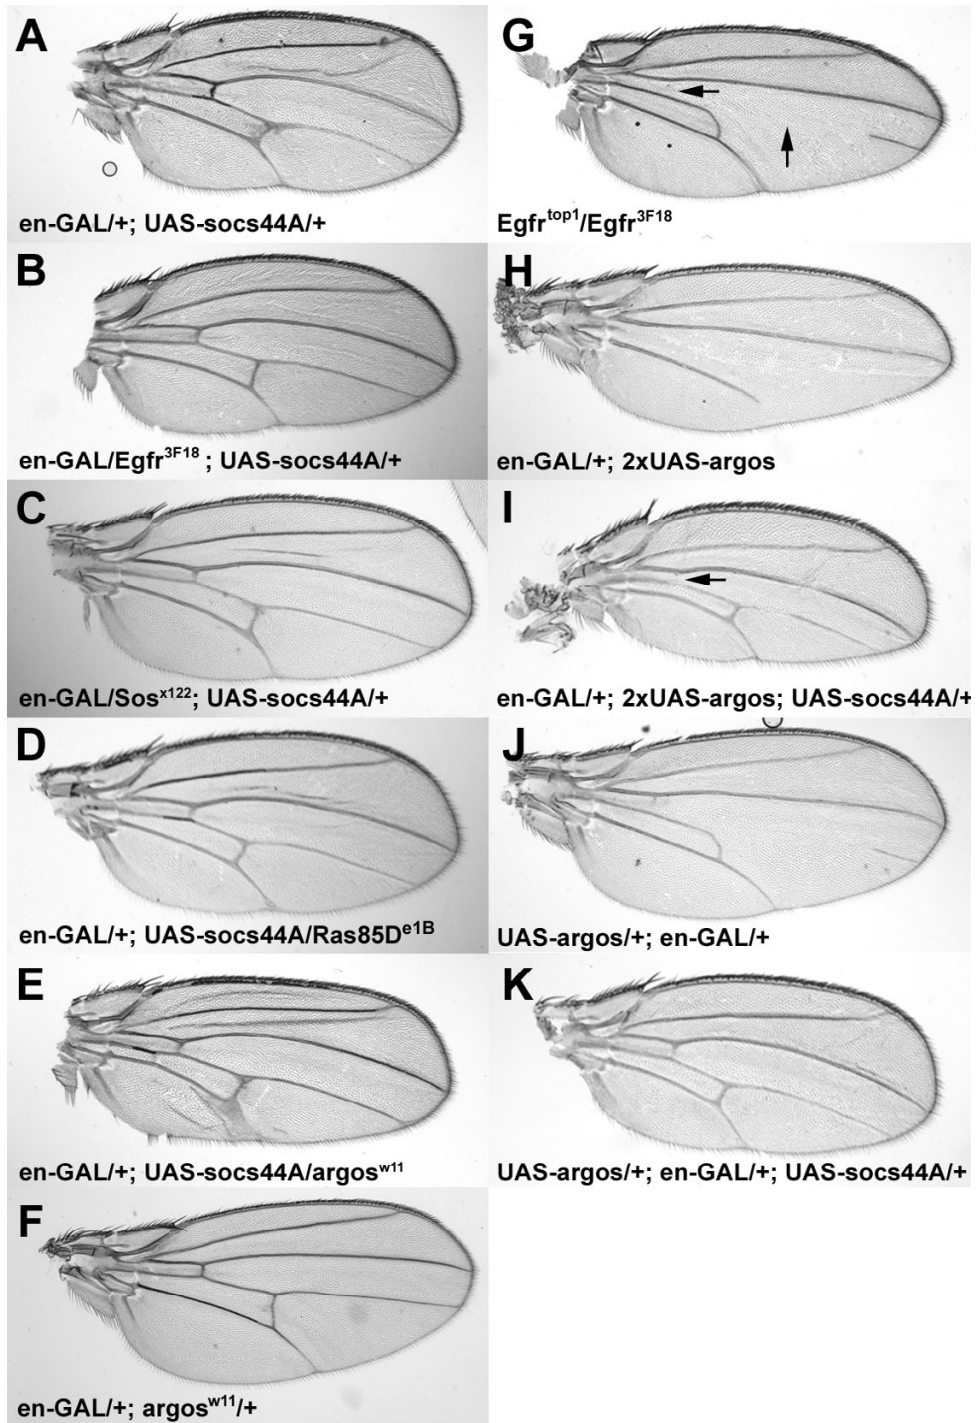 A
en-GAL/+; UAS-socs44A/+
B
en-GAL/Egfr3F18 ; UAS-socs44A/+
C
en-GAL/Sosx122; UAS-socs44A/+
D
en-GAL/+; UAS-socs44A/Ras85De1B
E
en-GAL/+; UAS-socs44A/argosw11
F
en-GAL/+; argosw11/+
G
Egfrtop1/Egfr3F18
H
en-GAL/+; 2xUAS-argos
I
en-GAL/+; 2xUAS-argos; UAS-socs44A/+
J
UAS-argos/+; en-GAL/+
K
UAS-argos/+; en-GAL/+; UAS-socs44A/+